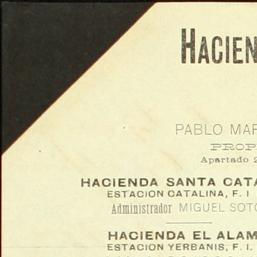 HACIEN
PABLO MAR
PROP
Apartado 2
HACIENDA SANTA CATA
ESTACION CATALINA, F. I
Administrador MIGUEL SOTO
HACIENDA EL ALAM
ESTACION YERBANIS, F. I.